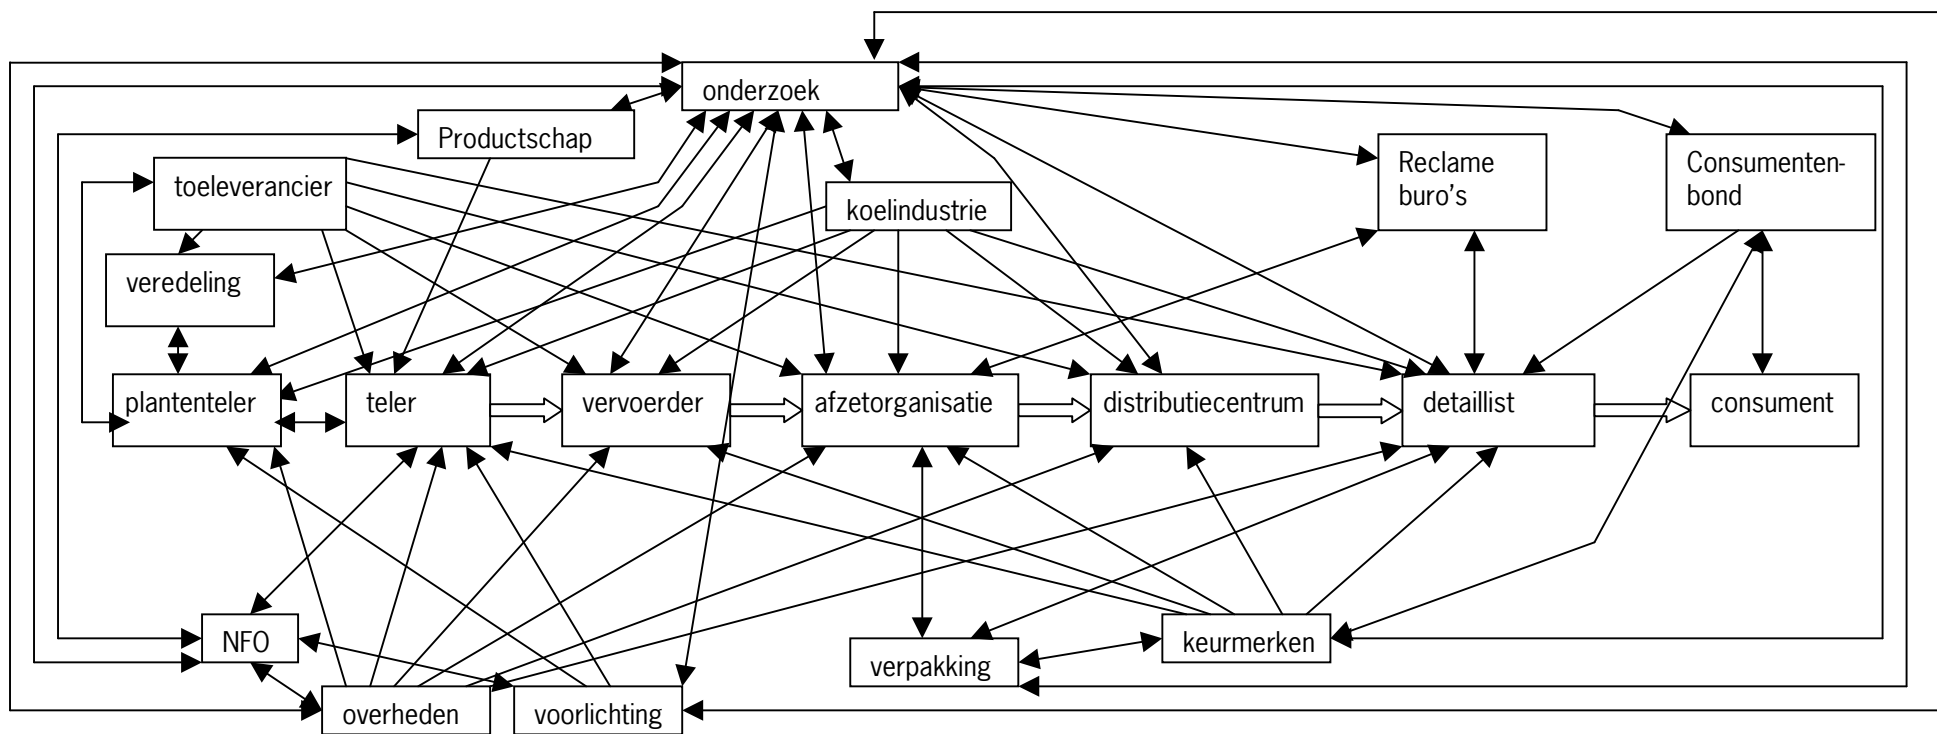 onderzoek
Productschap
Reclame
buro's
Consumenten-
bond
toeleverancier
koelindustrie
veredeling
plantenteler
teler
vervoerder
afzetorganisatie
distributiecentrum
detaillist
consument
NFO
keurmerken
verpakking
overheden
voorlichting